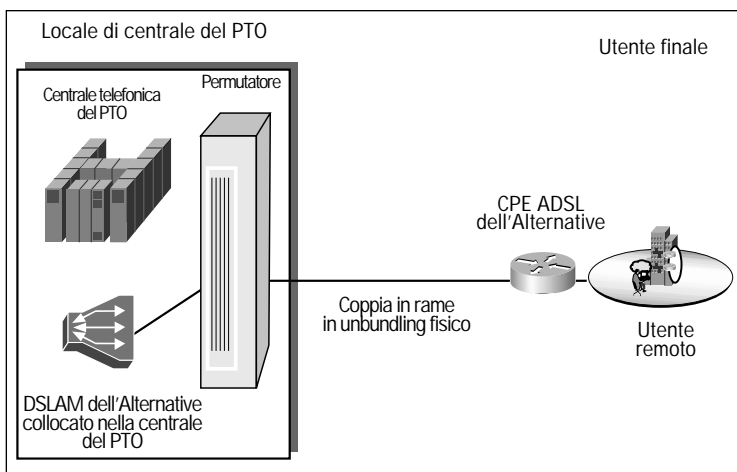 Locale di centrale del PTO
Utente finale
Centrale telefonica
del PTO
Permutatore
CPE ADSL
dell'Alternative
Coppia in rame
in unbundling fisico
Utente
remoto
DSLAM dell'Alternative
collocato nella centrale
del PTO